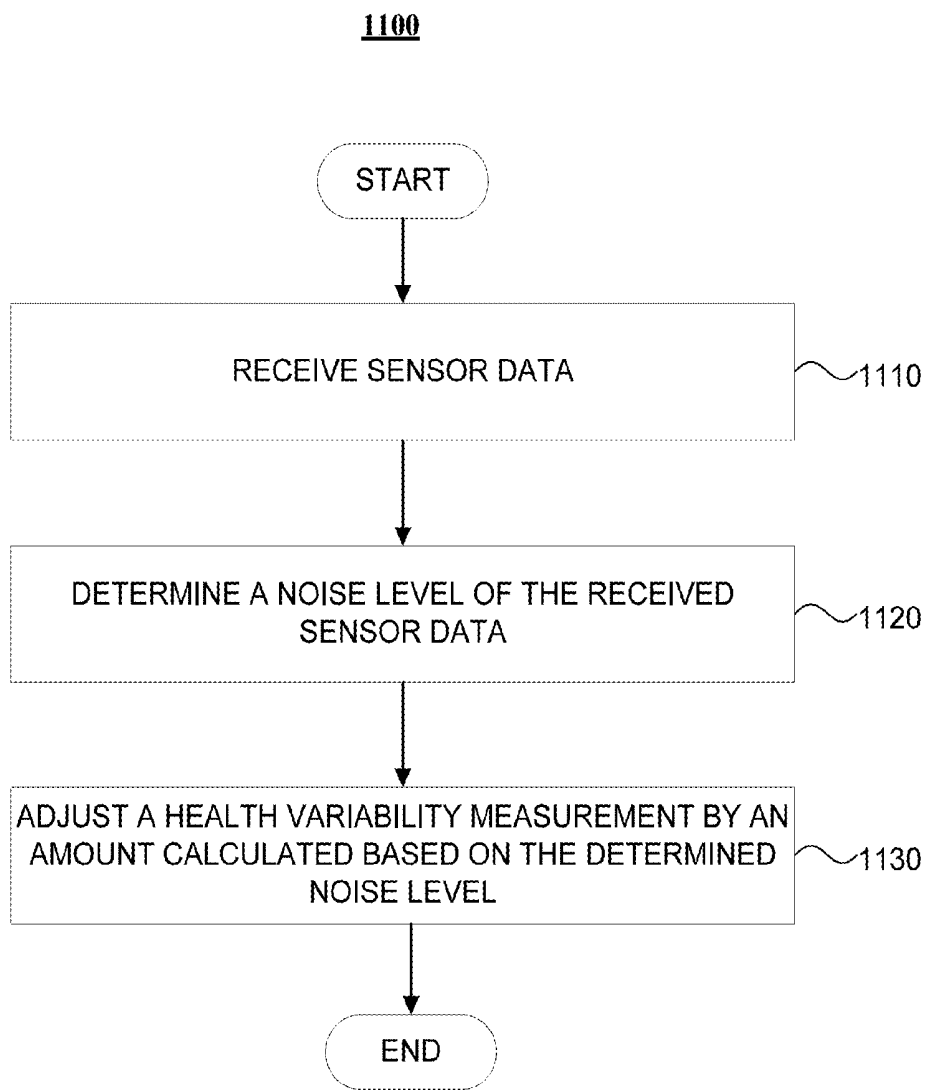 1100
START
RECEIVE SENSOR DATA
1110
DETERMINE A NOISE LEVEL OF THE RECEIVED
SENSOR DATA
1120
ADJUST A HEALTH VARIABILITY MEASUREMENT BY AN
AMOUNT CALCULATED BASED ON THE DETERMINED
NOISE LEVEL
1130
END